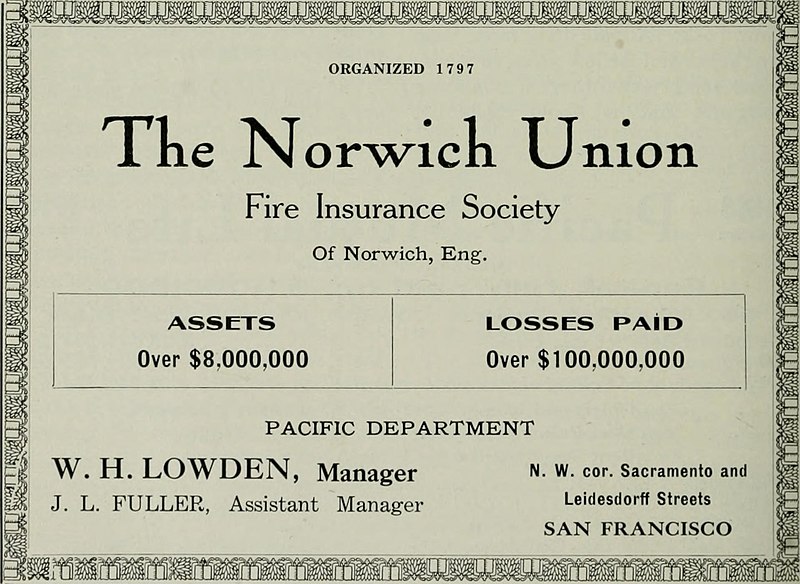 ORGANIZED 1797
The Norwich Union
Fire Insurance Society
Of Norwich, Eng.
ASSETS
Over $8,000,000
LOSSES PAID
Over $100,000,000
PACIFIC DEPARTMENT
W. H. LOWDEN, Manager
J. L. FULLER, Assistant Manager
N. W. cor. Sacramento and
Leidesdorff Streets
SAN FRANCISCO